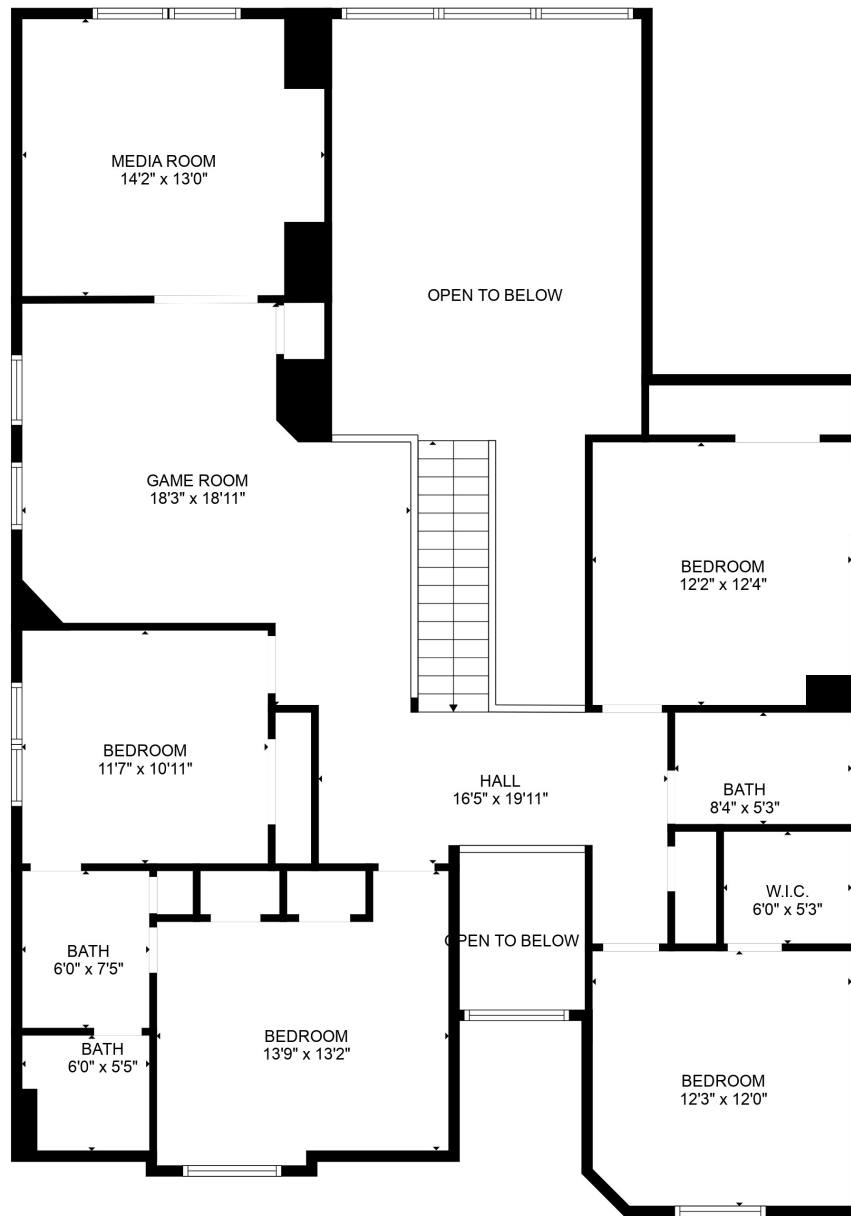 MEDIA ROOM
14'2" x 13'0"
OPEN TO BELOW
GAME ROOM
18'3" x 18'11"
BEDROOM
12'2" x 12'4"
BEDROOM
11'7" x 10'11"
HALL
16'5" x 19'11"
BATH
8'4" x 5'3"
W.I.C.
6'0" x 5'3"
BATH
6'0" x 7'5"
OPEN TO BELOW
BATH
6'0" x 5'5"
BEDROOM
13'9" x 13'2"
BEDROOM
12'3" x 12'0"